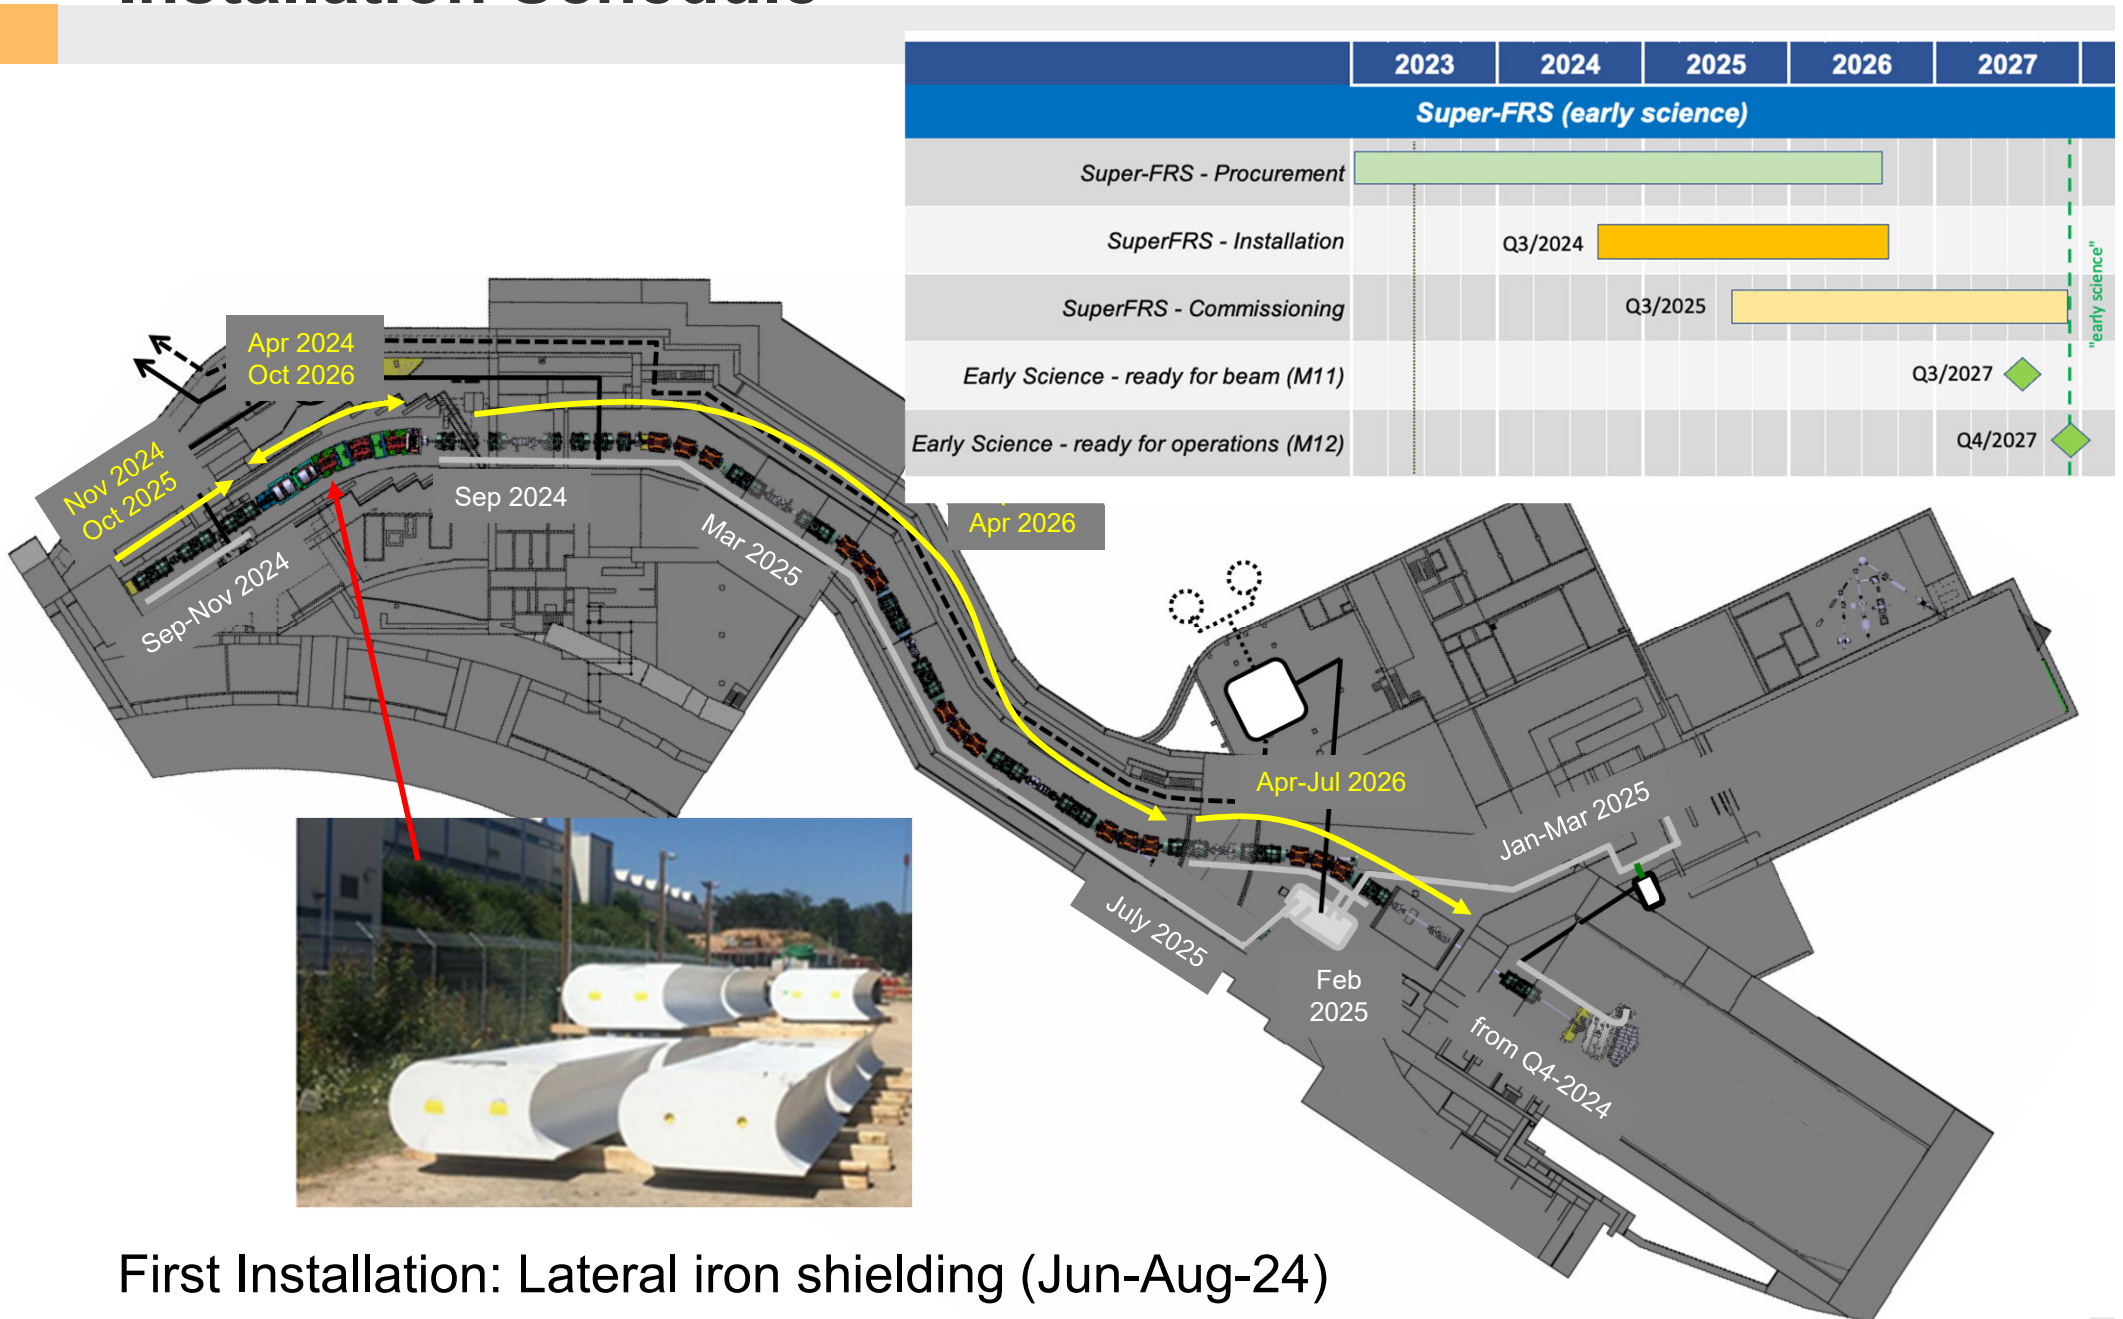 Installation Schedule
2023 2024 2025 2026 2027
Super-FRS (early science)
Super-FRS - Procurement
SuperFRS - Installation Q3/2024
SuperFRS - Commissioning Q3/2025
Early Science - ready for beam (M11) Q3/2027
Early Science - ready for operations (M12) Q4/2027
"early science"
Apr 2024
Oct 2026
Nov 2024
Oct 2025
Sep-Nov 2024
Sep 2024
Mar 2025
Apr 2026
Apr-Jul 2026
Jan-Mar 2025
July 2025
Feb
2025
from Q4-2024
First Installation: Lateral iron shielding (Jun-Aug-24)